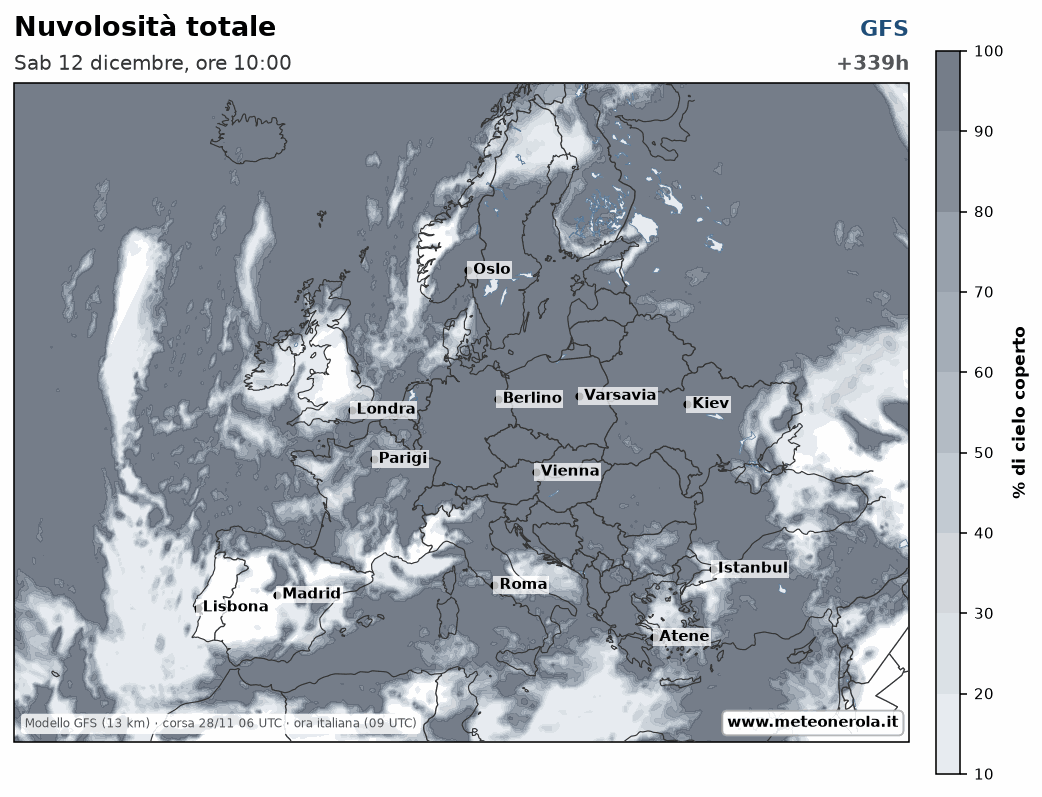 Nuvolosità totale
GFS
Sab 12 dicembre, ore 10:00
+339h
100
90
80
70
60
50
40
30
20
10
% di cielo coperto
Oslo
Berlino
Varsavia
Kiev
Londra
Parigi
Vienna
Istanbul
Roma
Madrid
Lisbona
Atene
Modello GFS (13 km) · corsa 28/11 06 UTC · ora italiana (09 UTC)
www.meteonerola.it